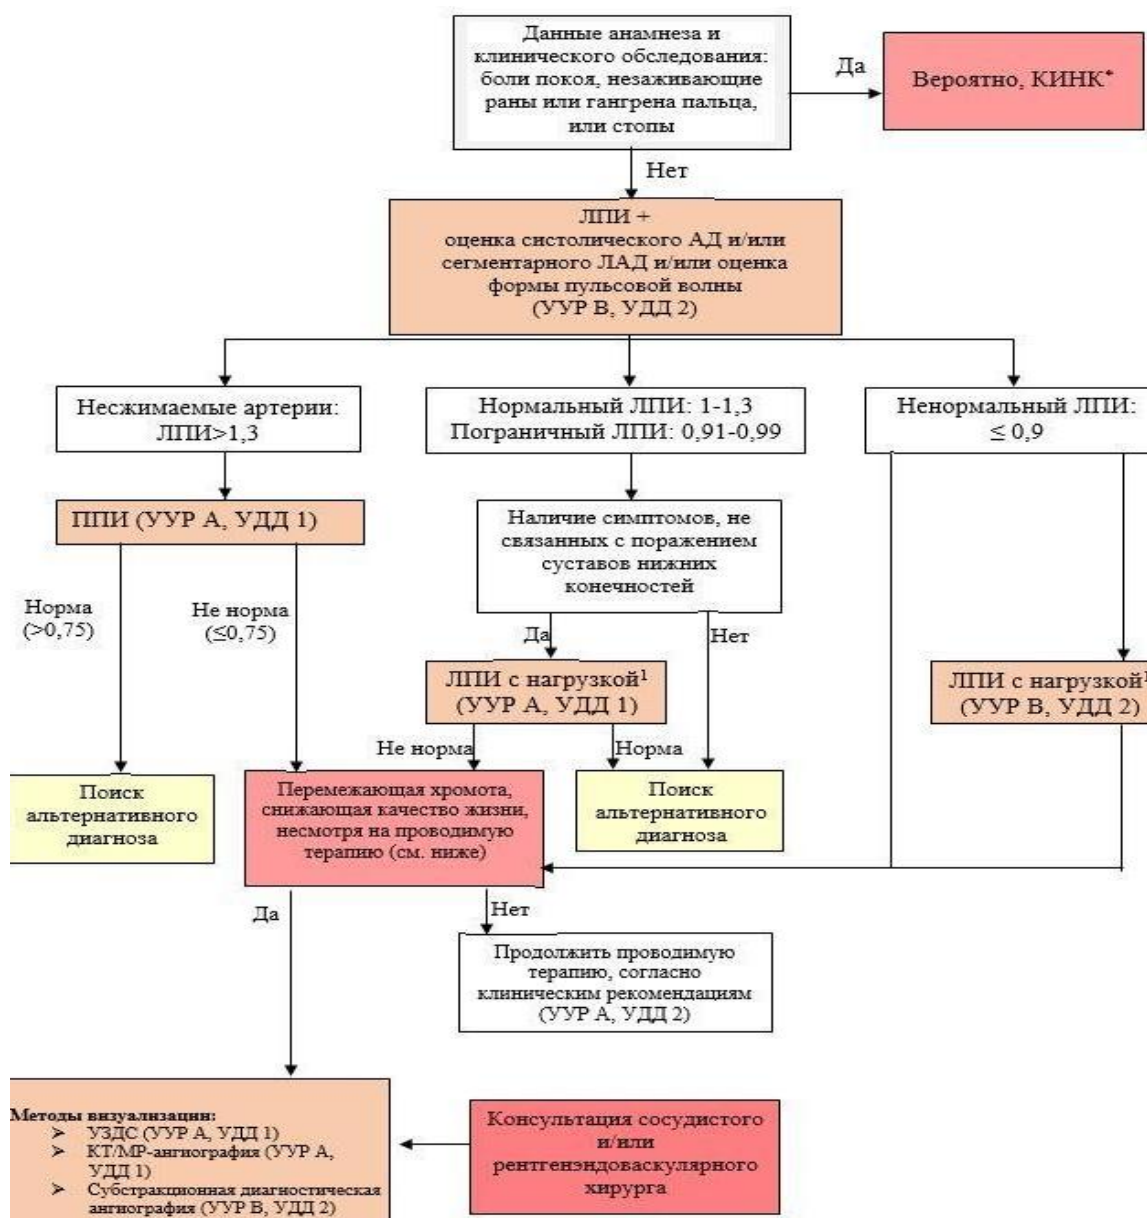 Данные анамнеза и
клинического обследования:
боли покоя, незаживающие
раны или гангрена пальца,
или стопы
Да
Вероятно, КИНК*
Нет
ЛПИ +
оценка систолического АД и/или
сегментарного ЛАД и/или оценка
формы пульсовой волны
(УУР В, УДД 2)
Несжимаемые артерии:
ЛПИ>1,3
Нормальный ЛПИ: 1-1,3
Пограничный ЛПИ: 0,91-0,99
Ненормальный ЛПИ:
≤ 0,9
ППИ (УУР А, УДД 1)
Наличие симптомов, не
связанных с поражением
суставов нижних
конечностей
Норма
(>0,75)
Не норма
(≤0,75)
Да
Нет
ЛПИ с нагрузкой¹
(УУР А, УДД 1)
ЛПИ с нагрузкой¹
(УУР В, УДД 2)
Не норма
Норма
Поиск
альтернативного
диагноза
Перемежающая хромота,
снижающая качество жизни,
несмотря на проводимую
терапию (см. ниже)
Поиск
альтернативного
диагноза
Да
Нет
Продолжить проводимую
терапию, согласно
клиническим рекомендациям
(УУР А, УДД 2)
Методы визуализации:
➢ УЗДС (УУР А, УДД 1)
➢ КТ/МР-ангиография (УУР А,
УДД 1)
➢ Субстракционная диагностическая
ангиография (УУР В, УДД 2)
Консультация сосудистого
и/или
рентгенэндоваскулярного
хирурга